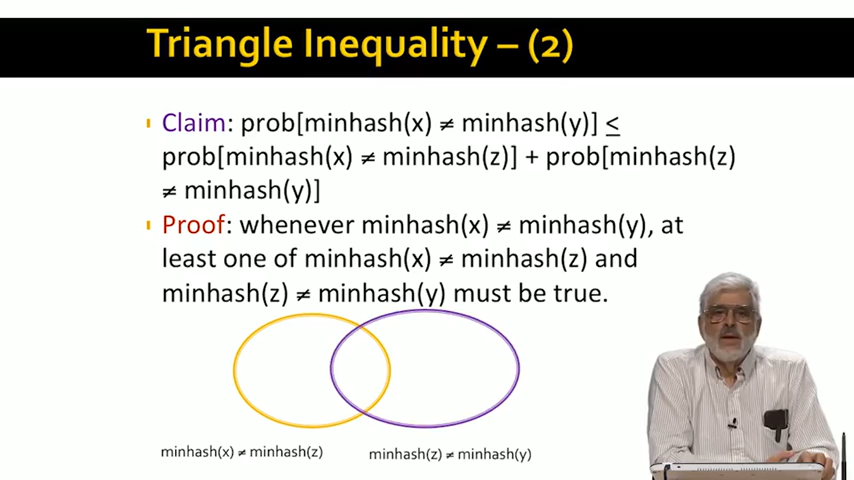 Triangle Inequality – (2)
Claim: prob[minhash(x) ≠ minhash(y)] ≤
prob[minhash(x) ≠ minhash(z)] + prob[minhash(z)
≠ minhash(y)]
Proof: whenever minhash(x) ≠ minhash(y), at
least one of minhash(x) ≠ minhash(z) and
minhash(z) ≠ minhash(y) must be true.
minhash(x) ≠ minhash(z)
minhash(z) ≠ minhash(y)